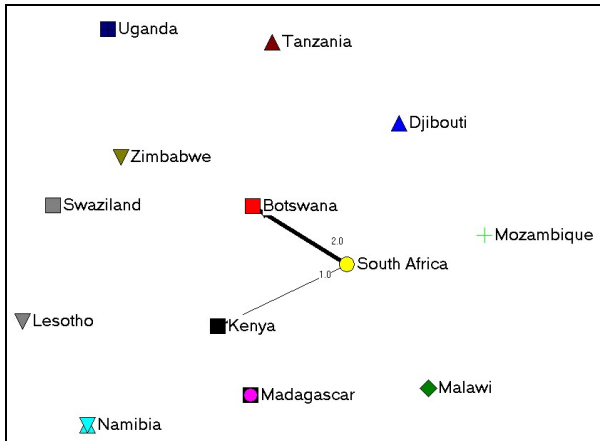 Uganda
Tanzania
Djibouti
Zimbabwe
Swaziland
Botswana
Mozambique
2.0
South Africa
1.0
Lesotho
Kenya
Malawi
Madagascar
Namibia